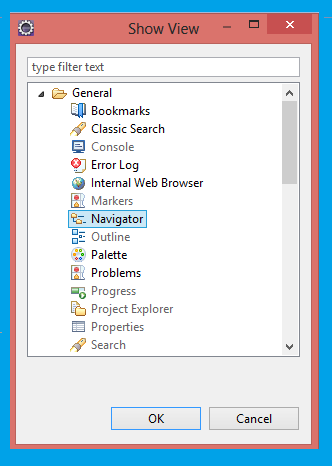 Show View
type filter text
General
Bookmarks
Classic Search
Console
Error Log
Internal Web Browser
Markers
Navigator
Outline
Palette
Problems
Progress
Project Explorer
Properties
Search
OK
Cancel